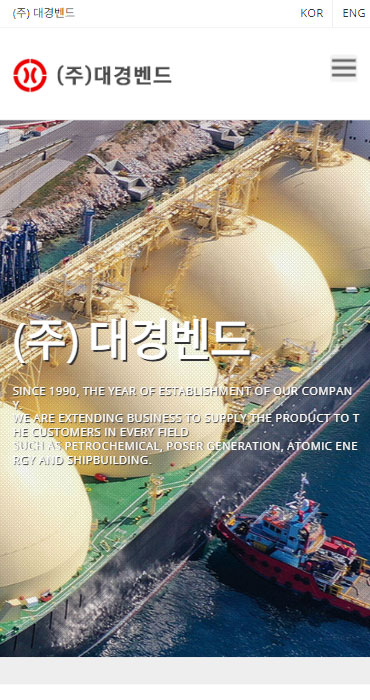 (주) 대경벤드
KOR
ENG
(주)대경벤드
(주) 대경벤드
SINCE 1990, THE YEAR OF ESTABLISHMENT OF OUR COMPAN
Y,
WE ARE EXTENDING BUSINESS TO SUPPLY THE PRODUCT TO T
HE CUSTOMERS IN EVERY FIELD
SUCH AS PETROCHEMICAL, POSER GENERATION, ATOMIC ENE
RGY AND SHIPBUILDING.